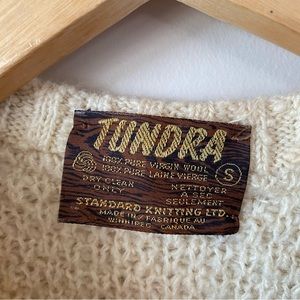 TUNDRA
100% PURE VIRGIN WOOL
100% PURE LAINE VIERGE
S
DRY CLEAN ONLY
NETTOYER A SEC SEULEMENT
STANDARD KNITTING LTD.
MADE IN/FABRIQUE AU
WINNIPEG CANADA